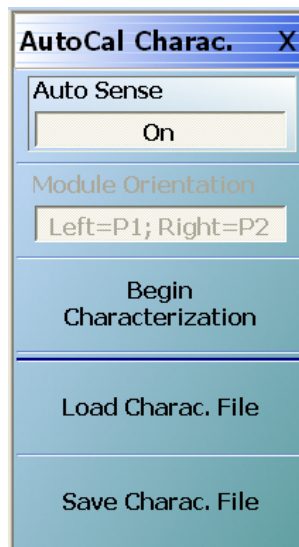 AutoCal Charac. X
Auto Sense
On
Module Orientation
Left=P1; Right=P2
Begin
Characterization
Load Charac. File
Save Charac. File